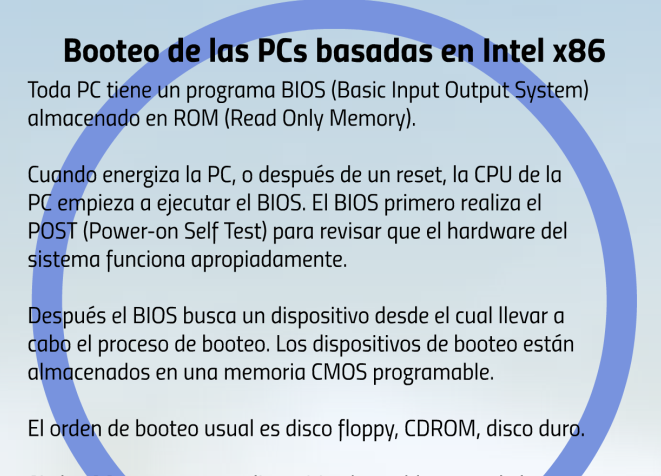 Booteo de las PCs basadas en Intel x86
Toda PC tiene un programa BIOS (Basic Input Output System)
almacenado en ROM (Read Only Memory).
Cuando energiza la PC, o después de un reset, la CPU de la
PC empieza a ejecutar el BIOS. El BIOS primero realiza el
POST (Power-on Self Test) para revisar que el hardware del
sistema funciona apropiadamente.
Después el BIOS busca un dispositivo desde el cual llevar a
cabo el proceso de booteo. Los dispositivos de booteo están
almacenados en una memoria CMOS programable.
El orden de booteo usual es disco floppy, CDROM, disco duro.